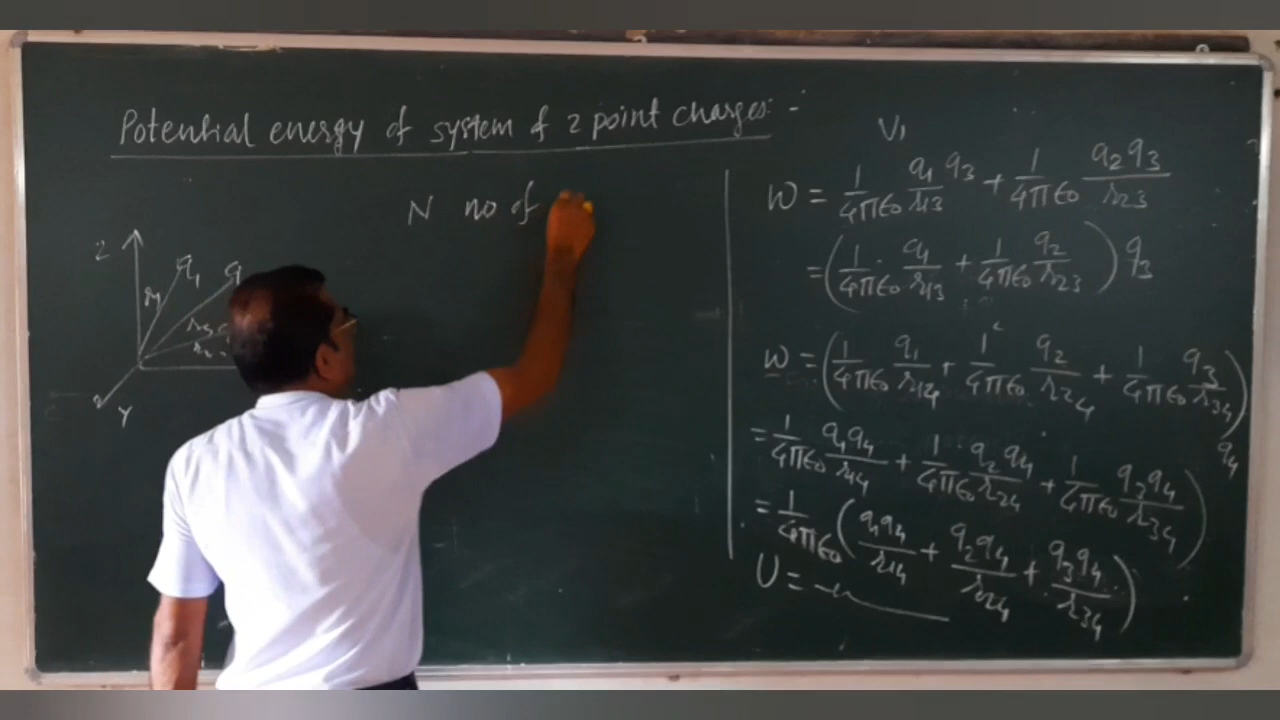 Potential energy of system of 2 point charges: -
N no of
Z
q₁
q
r₁
r₃
r₂
Y
V₁
W = 1/4πϵ₀ q₁q₃/r₁₃ + 1/4πϵ₀ q₂q₃/r₂₃
= (1/4πϵ₀ · q₁/r₁₃ + 1/4πϵ₀ q₂/r₂₃) q₃
W = (1/4πϵ₀ q₁/r₁₄ + 1/4πϵ₀ q₂/r₂₄ + 1/4πϵ₀ q₃/r₃₄) q₄
= 1/4πϵ₀ q₁q₄/r₁₄ + 1/4πϵ₀ q₂q₄/r₂₄ + 1/4πϵ₀ q₃q₄/r₃₄)
= 1/4πϵ₀ (q₁q₄/r₁₄ + q₂q₄/r₂₄ + q₃q₄/r₃₄)
U =